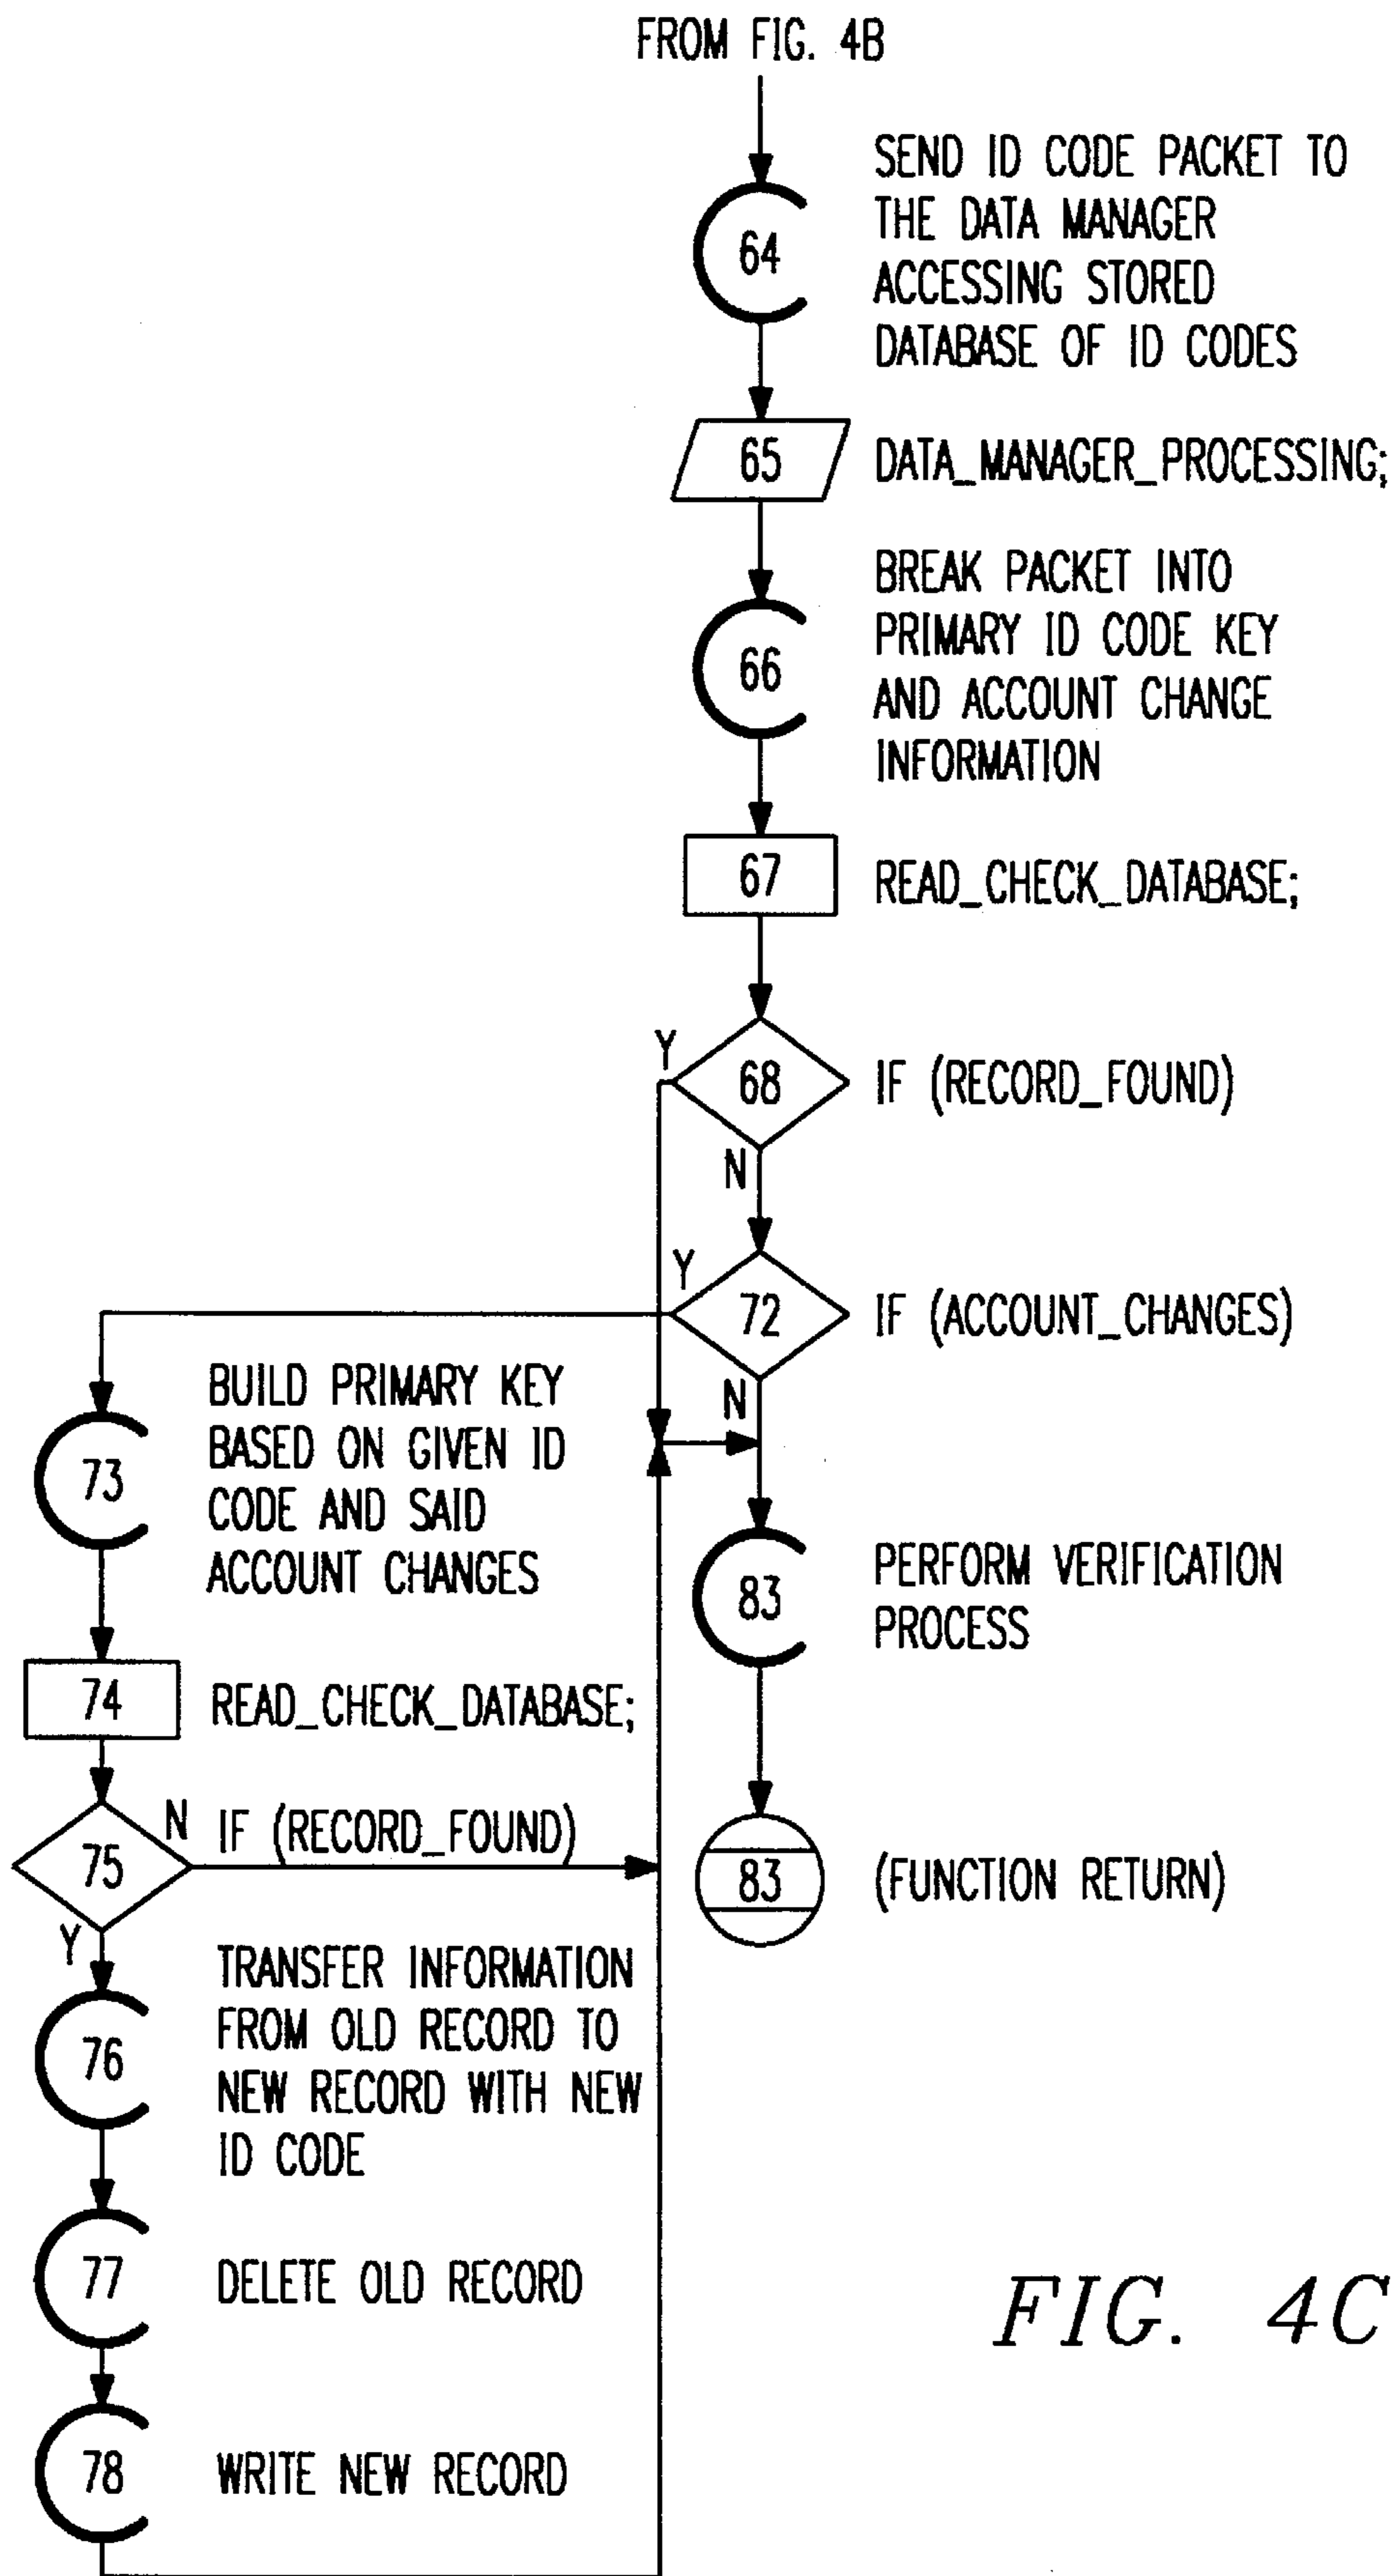 FROM FIG. 4B
64
SEND ID CODE PACKET TO
THE DATA MANAGER
ACCESSING STORED
DATABASE OF ID CODES
65
DATA_MANAGER_PROCESSING;
66
BREAK PACKET INTO
PRIMARY ID CODE KEY
AND ACCOUNT CHANGE
INFORMATION
67
READ_CHECK_DATABASE;
Y
68
IF (RECORD_FOUND)
N
Y
72
IF (ACCOUNT_CHANGES)
N
73
BUILD PRIMARY KEY
BASED ON GIVEN ID
CODE AND SAID
ACCOUNT CHANGES
74
READ_CHECK_DATABASE;
75
N
IF (RECORD_FOUND)
Y
76
TRANSFER INFORMATION
FROM OLD RECORD TO
NEW RECORD WITH NEW
ID CODE
77
DELETE OLD RECORD
78
WRITE NEW RECORD
83
PERFORM VERIFICATION
PROCESS
83
(FUNCTION RETURN)
FIG. 4C